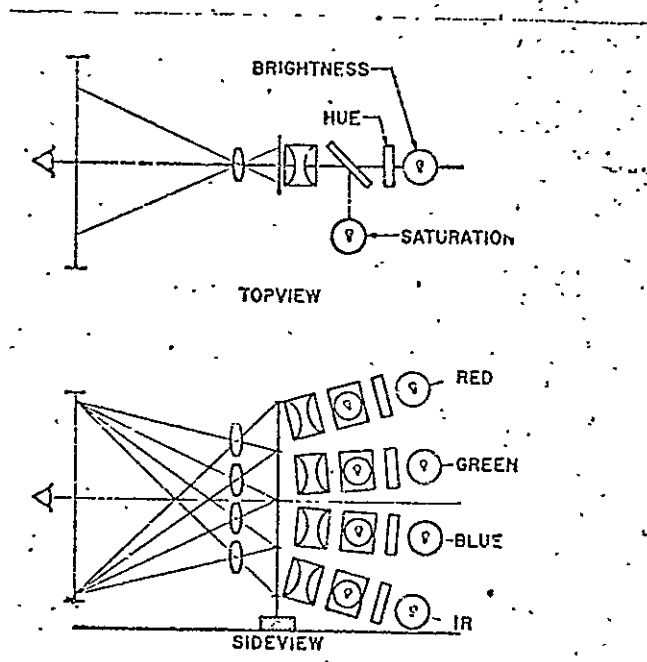 BRIGHTNESS
HUE
SATURATION
TOPVIEW
RED
GREEN
BLUE
IR
SIDEVIEW